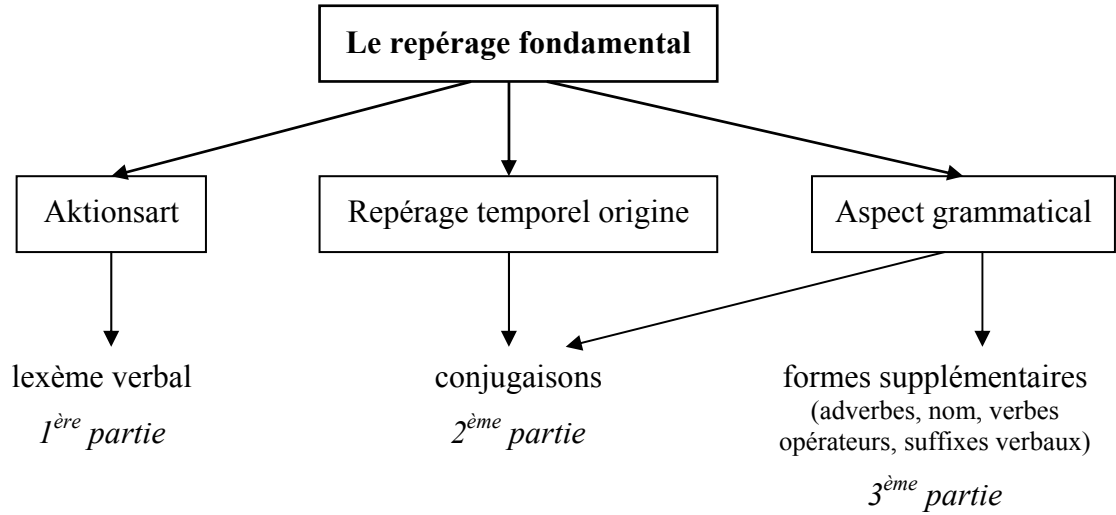 Le repérage fondamental
Aktionsart
Repérage temporel origine
Aspect grammatical
lexème verbal
1ère partie
conjugaisons
2ème partie
formes supplémentaires
(adverbes, nom, verbes
opérateurs, suffixes verbaux)
3ème partie